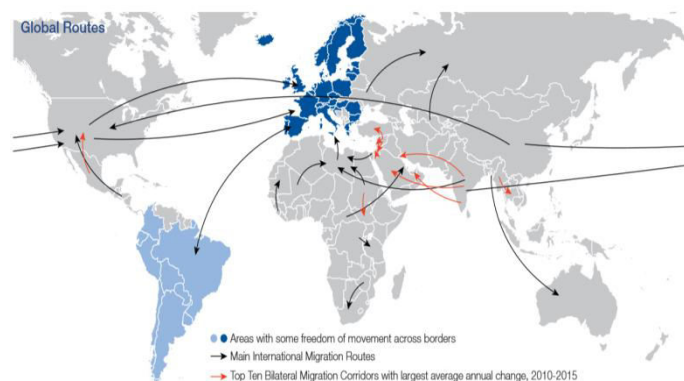 Global Routes
Areas with some freedom of movement across borders
Main International Migration Routes
Top Ten Bilateral Migration Corridors with largest average annual change, 2010-2015